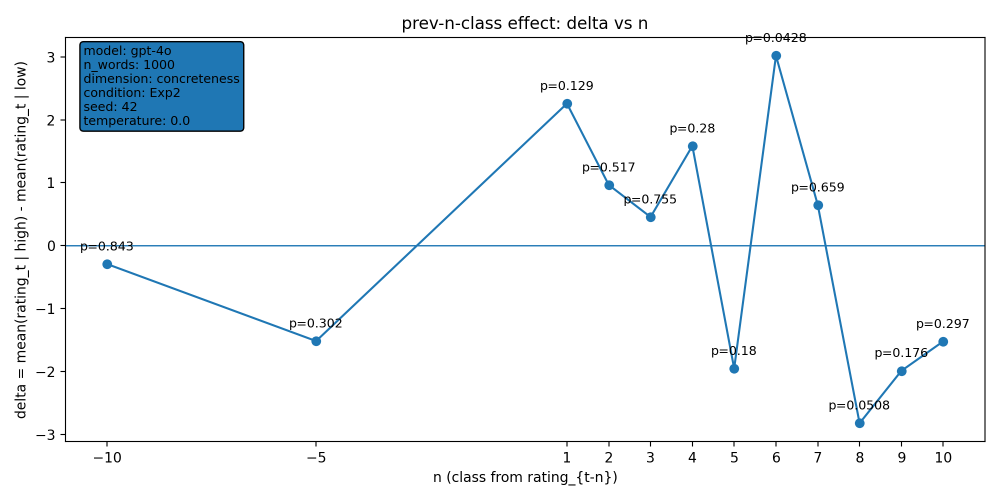 prev-n-class effect: delta vs n
model: gpt-4o
n_words: 1000
dimension: concreteness
condition: Exp2
seed: 42
temperature: 0.0
delta = mean(rating_t | high) - mean(rating_t | low)
3
2
1
0
−1
−2
−3
p=0.843
p=0.302
p=0.129
p=0.517
p=0.755
p=0.28
p=0.18
p=0.0428
p=0.659
p=0.0508
p=0.176
p=0.297
−10 −5 1 2 3 4 5 6 7 8 9 10
n (class from rating_{t-n})